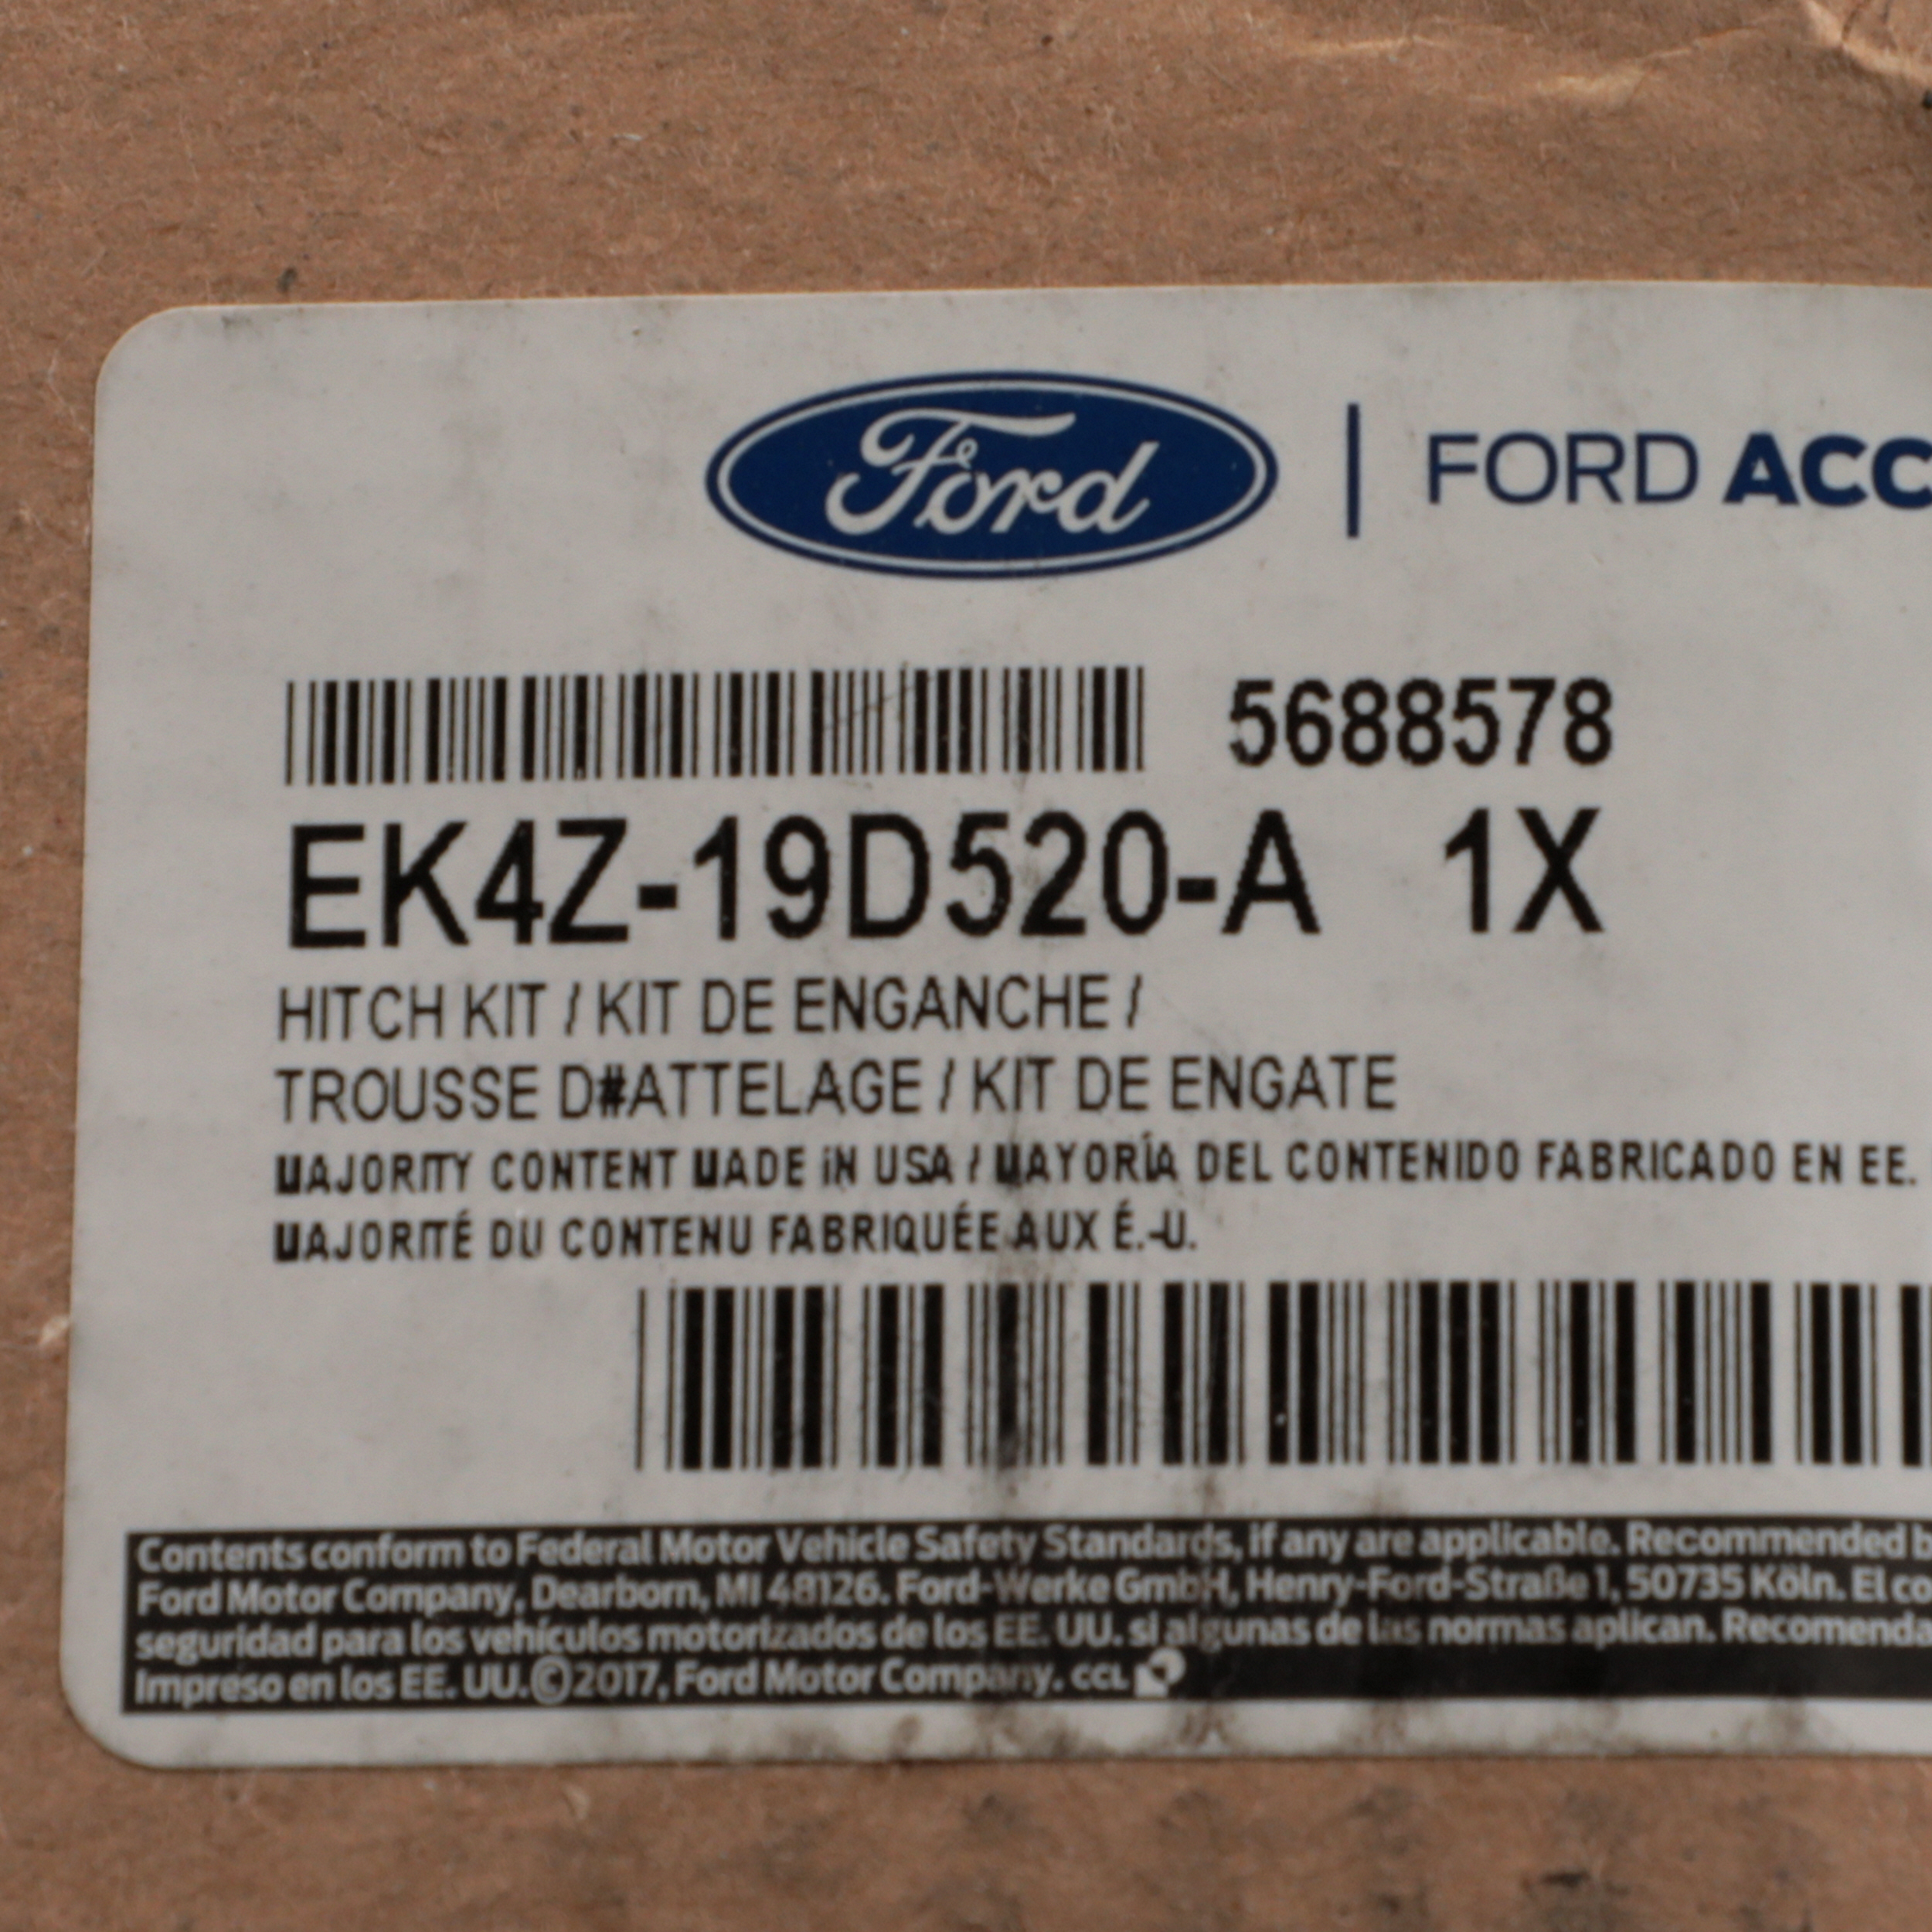 Ford | FORD ACC
5688578
EK4Z-19D520-A 1X
HITCH KIT / KIT DE ENGANCHE /
TROUSSE D#ATTELAGE / KIT DE ENGATE
MAJORITY CONTENT MADE IN USA / MAYORÍA DEL CONTENIDO FABRICADO EN EE.
MAJORITÉ DU CONTENU FABRIQUÉE AUX É.-U.
Contents conform to Federal Motor Vehicle Safety Standards, if any are applicable. Recommended b
Ford Motor Company, Dearborn, MI 48126. Ford-Werke GmbH, Henry-Ford-Straße 1, 50735 Köln. El co
seguridad para los vehículos motorizados de los EE. UU. si algunas de las normas aplican. Recomenda
Impreso en los EE. UU. ©2017, Ford Motor Company. CCL